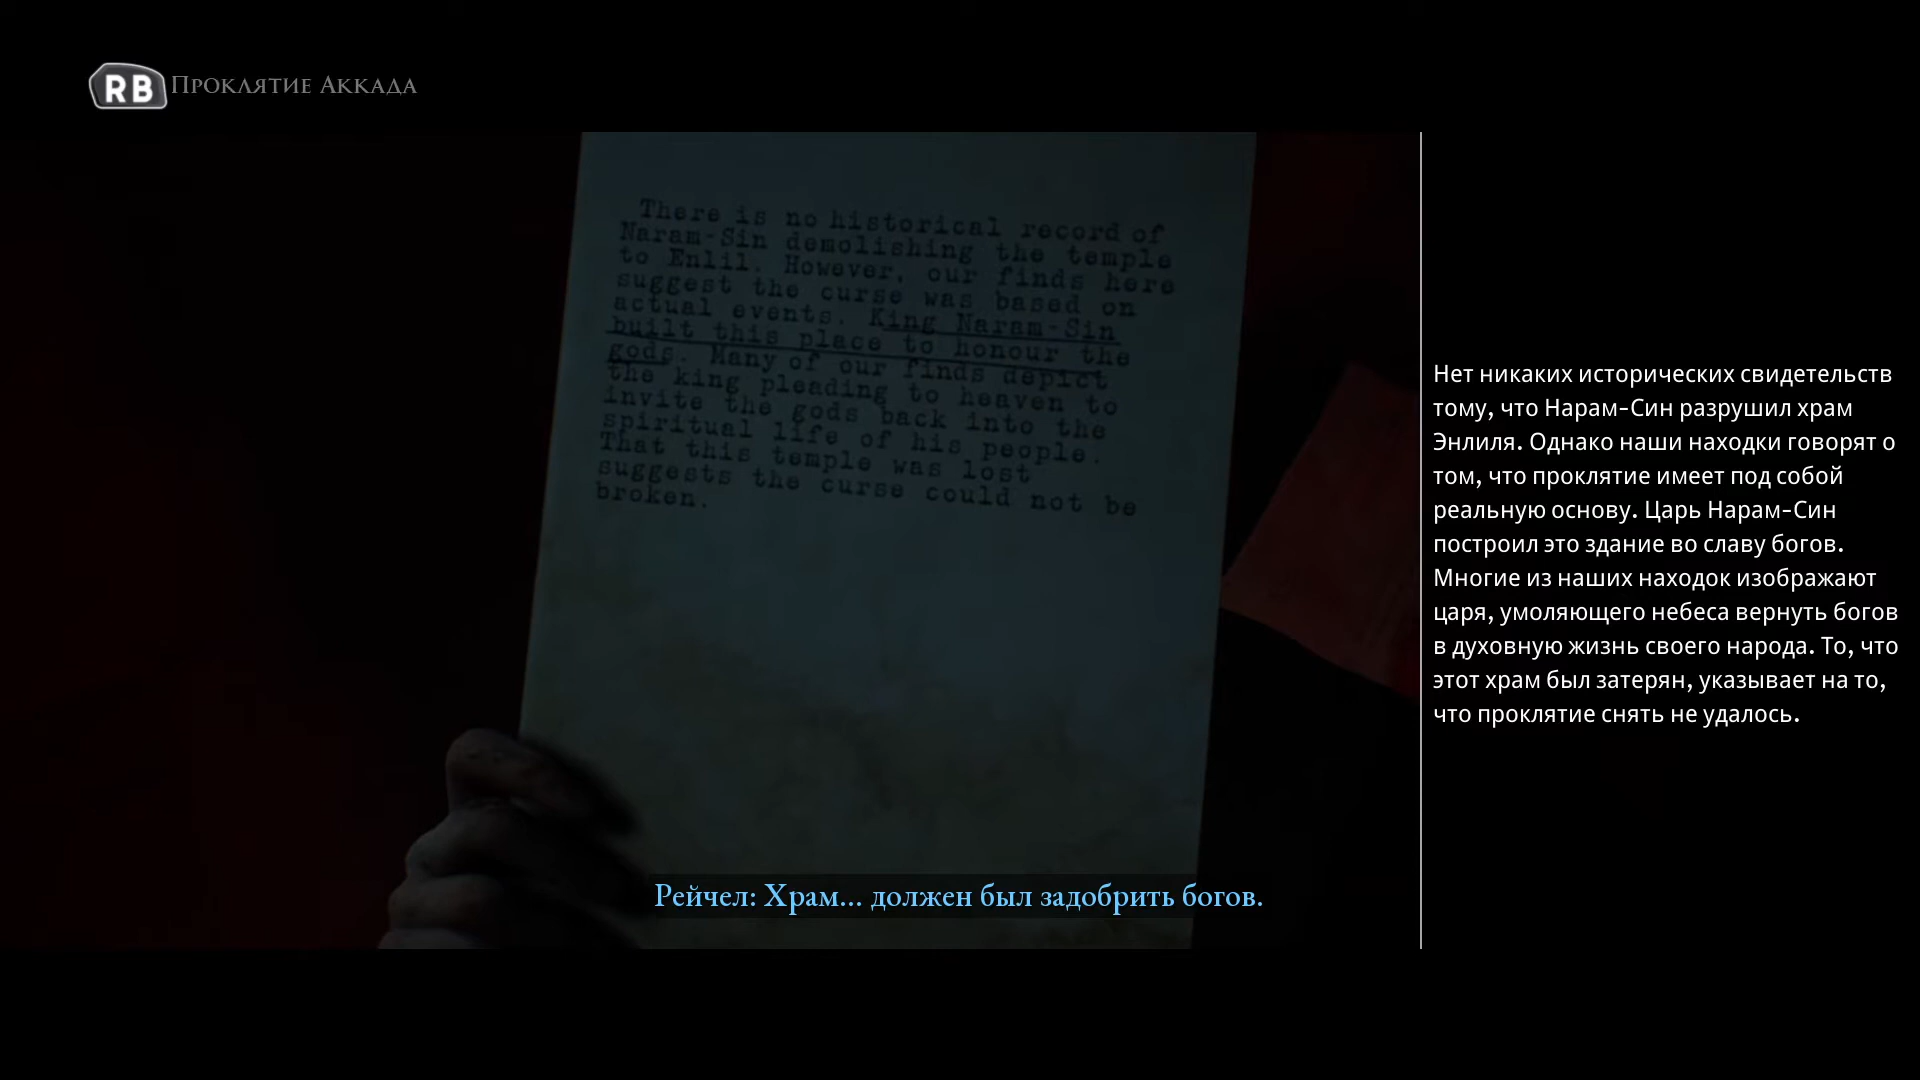 RB Проклятие Аккада
There is no historical record of
Naram-Sin demolishing the temple
to Enlil. However, our finds here
suggest the curse was based on
actual events. King Naram-Sin
built this place to honour the
gods. Many of our finds depict
the king pleading to heaven to
invite the gods back into the
spiritual life of his people.
That this temple was lost
suggests the curse could not be
broken.
Нет никаких исторических свидетельств
тому, что Нарам-Син разрушил храм
Энлиля. Однако наши находки говорят о
том, что проклятие имеет под собой
реальную основу. Царь Нарам-Син
построил это здание во славу богов.
Многие из наших находок изображают
царя, умоляющего небеса вернуть богов
в духовную жизнь своего народа. То, что
этот храм был затерян, указывает на то,
что проклятие снять не удалось.
Рейчел: Храм... должен был задобрить богов.